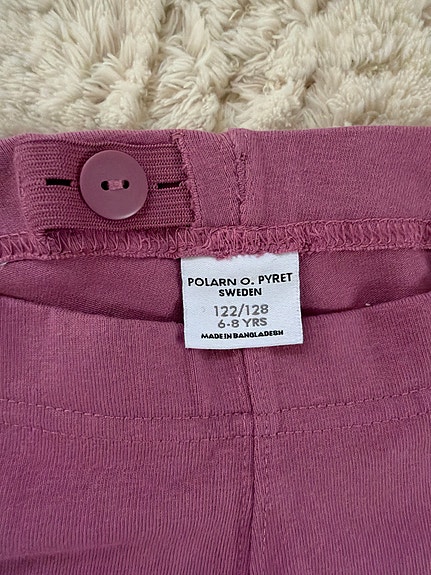 POLARN O. PYRET
SWEDEN
122/128
6-8 YRS
MADE IN BANGLADESH